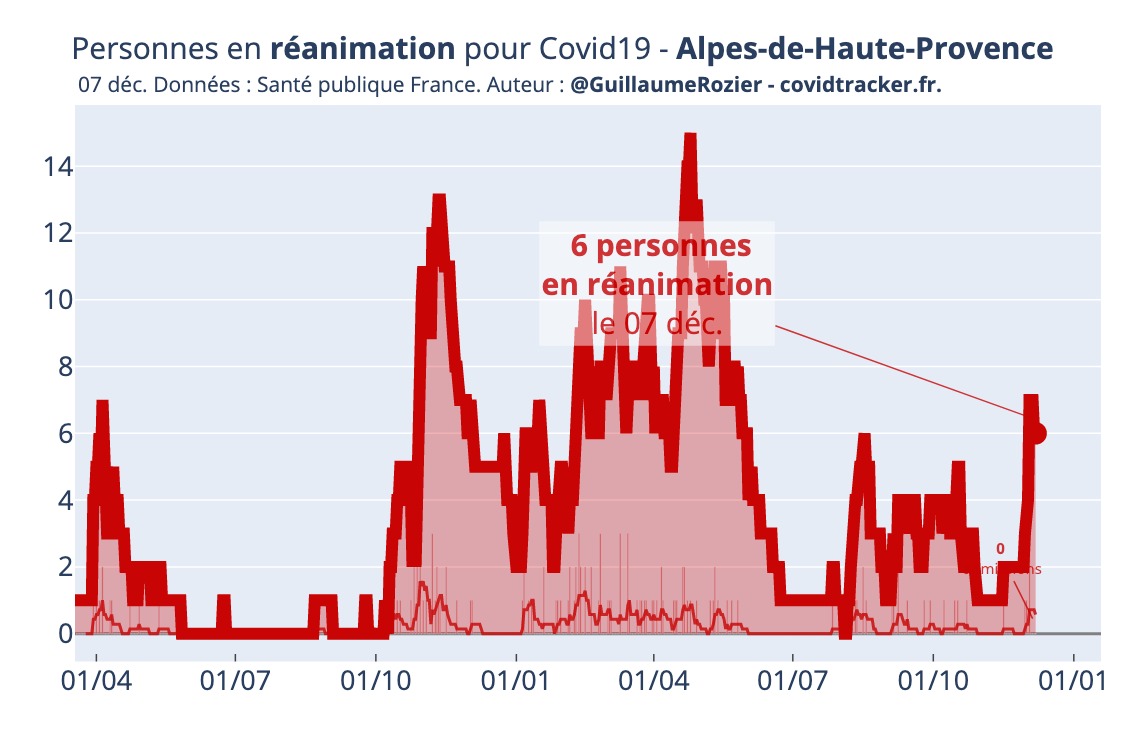 Personnes en réanimation pour Covid19 - Alpes-de-Haute-Provence
07 déc. Données : Santé publique France. Auteur : @GuillaumeRozier - covidtracker.fr.
14
12
6 personnes
en réanimation
le 07 déc.
10
8
6
4
2
0
0
01/04 01/07 01/10 01/01 01/04 01/07 01/10 01/01